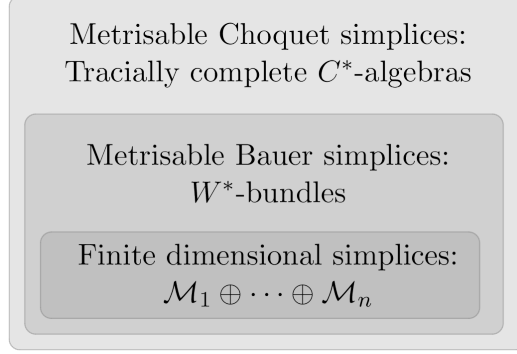 Metrisable Choquet simplices:
Tracially complete C*-algebras
Metrisable Bauer simplices:
W*-bundles
Finite dimensional simplices:
ℳ₁ ⊕ ⋯ ⊕ ℳₙ